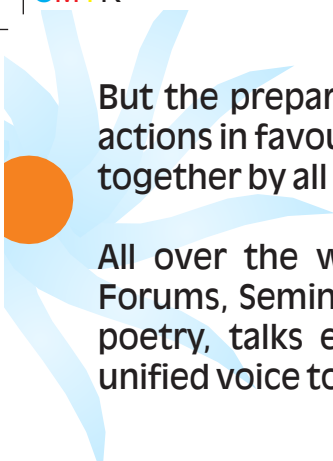 CMYK
But the prepar
actions in favou
together by all
All over the w
Forums, Semin
poetry, talks e
unified voice to